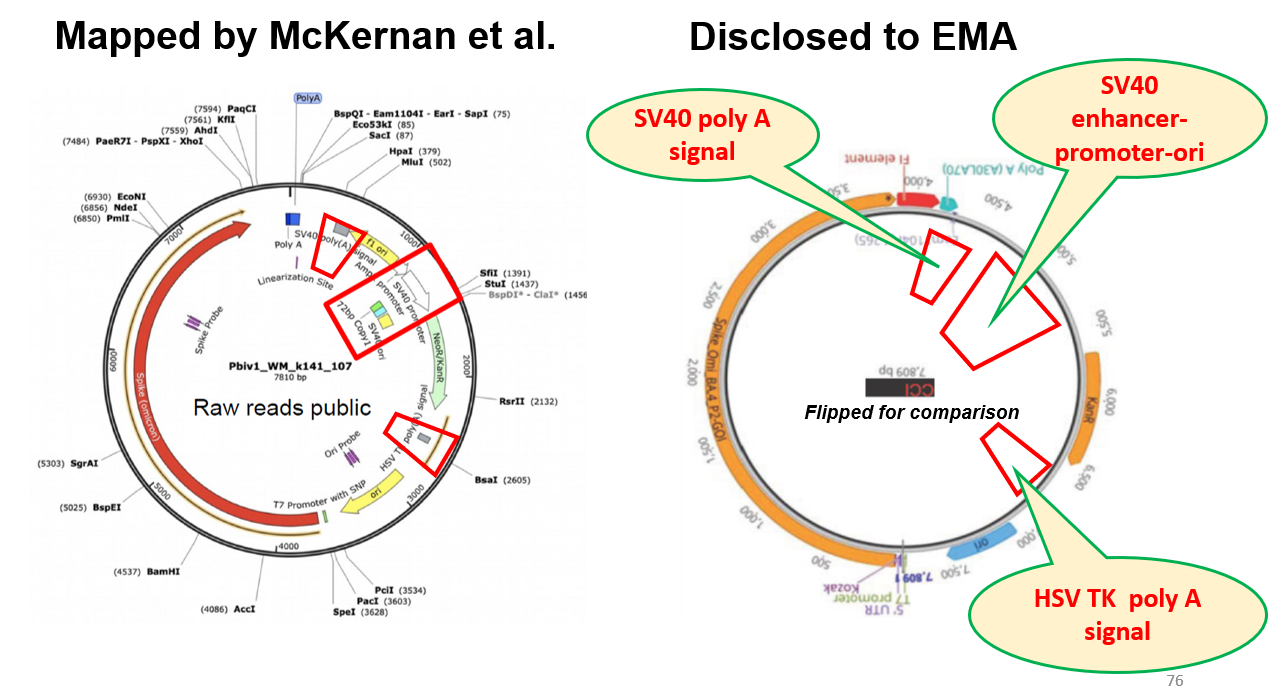 Mapped by McKernan et al.
Disclosed to EMA
PolyA
(7594) PaqCI
(7561) KflI
(7559) AhdI
(7484) PaeR7I - PspXI - XhoI
BspQI - Eam1104I - EarI - SapI (75)
Eco53kI (85)
SacI (87)
HpaI (379)
MluI (502)
(6930) EcoNI
(6856) NdeI
(6850) PmlI
SfiI (1391)
StuI (1437)
BspDI* - ClaI* (1456
RsrII (2132)
BsaI (2605)
(5303) SgrAI
(5025) BspEI
(4537) BamHI
(4086) AccI
PciI (3534)
PacI (3603)
SpeI (3628)
1000
2000
3000
4000
5000
6000
7000
Poly A
Linearization Site
SV40 poly(A) signal
f1 ori
AmpR promoter
SV40 promoter
72bp Copy1
SV40 ori
NeoR/KanR
HSV TK poly(A) signal
ori
Ori Probe
T7 Promoter with SNP
Spike Probe
Spike (omicron)
Pbiv1_WM_k141_107
7810 bp
Raw reads public
SV40 poly A
signal
SV40
enhancer-
promoter-ori
HSV TK poly A
signal
FI element
Poly A (A30LA70)
3,500
4,000
4,500
5,000
5,500
6,000
6,500
7,500
500
1,000
1,500
2,000
2,500
3,000
Spike_Omi_BA.4 P2-GOI
KanR
ori
7,809 bp
CCI
Flipped for comparison
7,809 1
Kozak
T7 promoter
5' UTR
76